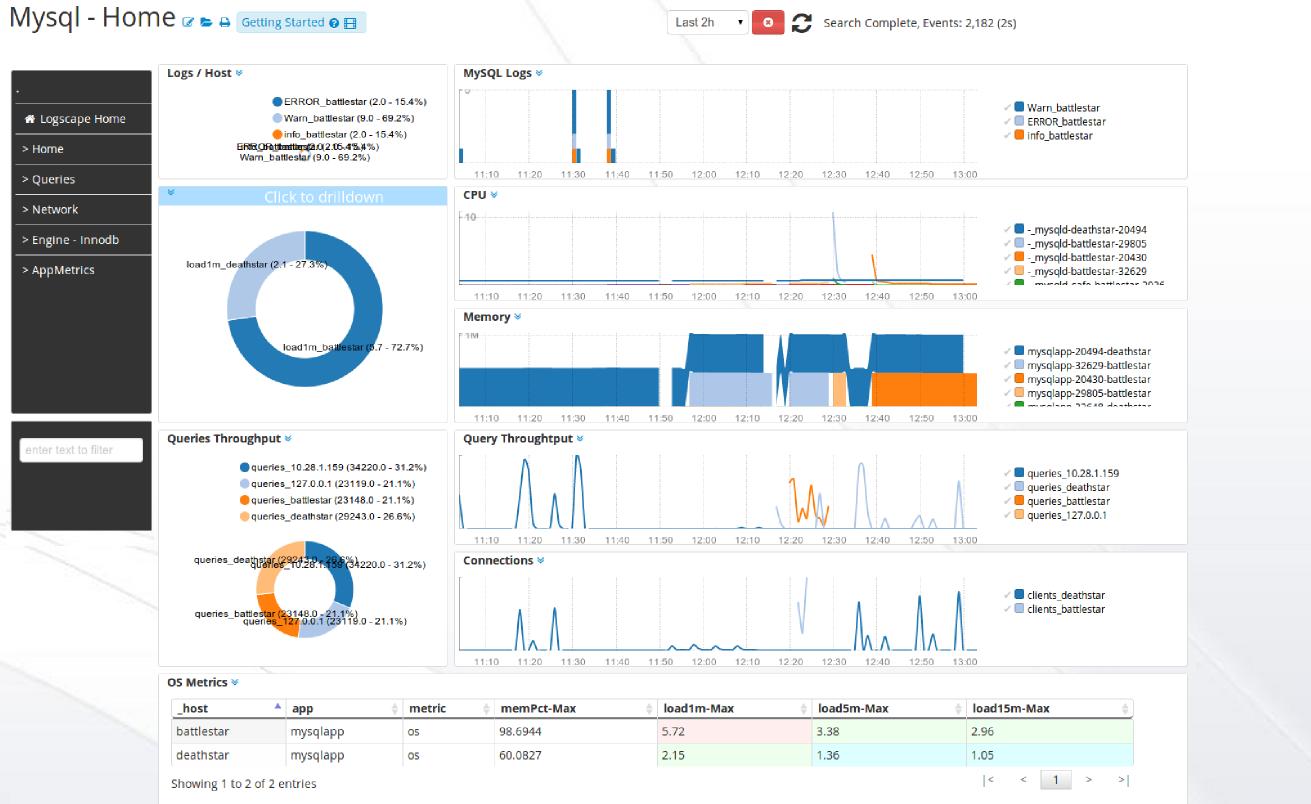 Mysql - Home
Getting Started
Last 2h
Search Complete, Events: 2,182 (2s)
.
Logscape Home
> Home
> Queries
> Network
> Engine - Innodb
> AppMetrics
enter text to filter
Logs / Host
ERROR_battlestar (2.0 - 15.4%)
Warn_battlestar (9.0 - 69.2%)
info_battlestar (2.0 - 15.4%)
Warn_battlestar (9.0 - 69.2%)
MySQL Logs
11:10 11:20 11:30 11:40 11:50 12:00 12:10 12:20 12:30 12:40 12:50 13:00
Warn_battlestar
ERROR_battlestar
info_battlestar
Click to drilldown
load1m_deathstar (2.1 - 27.3%)
load1m_battlestar (5.7 - 72.7%)
CPU
10
11:10 11:20 11:30 11:40 11:50 12:00 12:10 12:20 12:30 12:40 12:50 13:00
-_mysqld-deathstar-20494
-_mysqld-battlestar-29805
-_mysqld-battlestar-20430
-_mysqld-battlestar-32629
Memory
1M
11:10 11:20 11:30 11:40 11:50 12:00 12:10 12:20 12:30 12:40 12:50 13:00
mysqlapp-20494-deathstar
mysqlapp-32629-battlestar
mysqlapp-20430-battlestar
mysqlapp-29805-battlestar
Queries Throughput
queries_10.28.1.159 (34220.0 - 31.2%)
queries_127.0.0.1 (23119.0 - 21.1%)
queries_battlestar (23148.0 - 21.1%)
queries_deathstar (29243.0 - 26.6%)
queries_deathstar (29243.0 - 26.6%)
queries_10.28.1.159 (34220.0 - 31.2%)
queries_battlestar (23148.0 - 21.1%)
queries_127.0.0.1 (23119.0 - 21.1%)
Query Throughtput
11:10 11:20 11:30 11:40 11:50 12:00 12:10 12:20 12:30 12:40 12:50 13:00
queries_10.28.1.159
queries_deathstar
queries_battlestar
queries_127.0.0.1
Connections
11:10 11:20 11:30 11:40 11:50 12:00 12:10 12:20 12:30 12:40 12:50 13:00
clients_deathstar
clients_battlestar
OS Metrics
_host app metric memPct-Max load1m-Max load5m-Max load15m-Max
battlestar mysqlapp os 98.6944 5.72 3.38 2.96
deathstar mysqlapp os 60.0827 2.15 1.36 1.05
Showing 1 to 2 of 2 entries
|< < 1 > >|